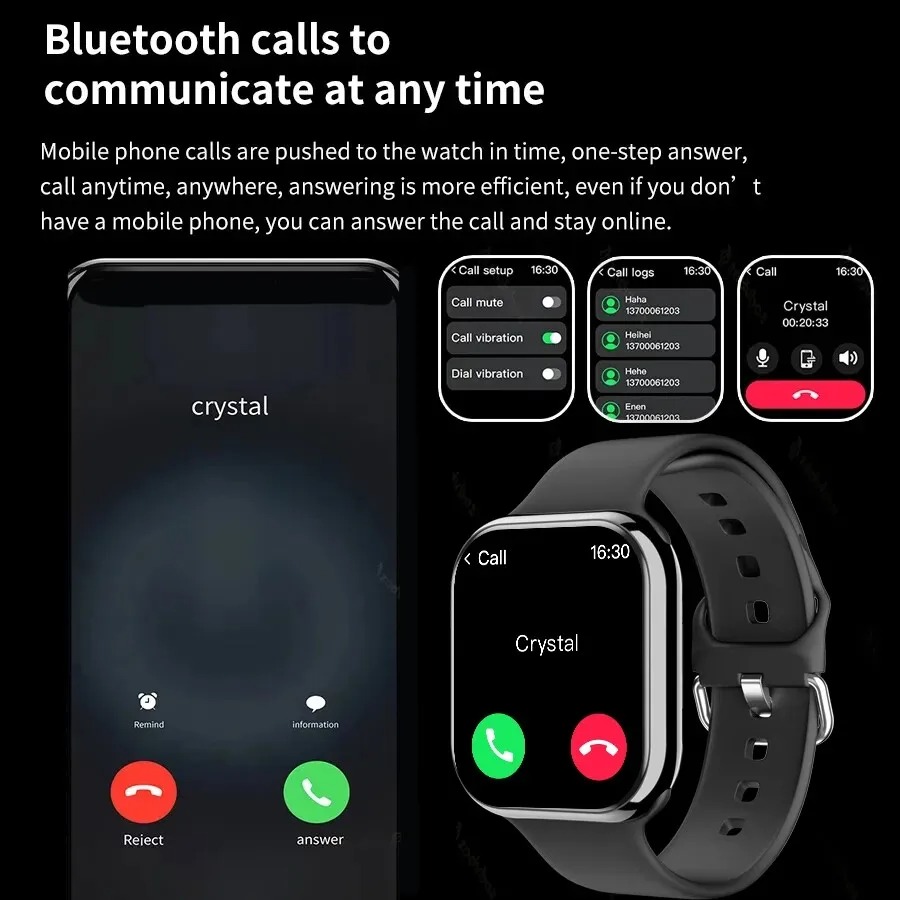 Bluetooth calls to
communicate at any time
Mobile phone calls are pushed to the watch in time, one-step answer,
call anytime, anywhere, answering is more efficient, even if you don’t
have a mobile phone, you can answer the call and stay online.
crystal
Remind
information
Reject
answer
< Call setup 16:30
Call mute
Call vibration
Dial vibration
< Call logs 16:30
Haha
13700061203
Heihei
13700061203
Hehe
13700061203
Enen
13700061203
< Call 16:30
Crystal
00:20:33
< Call 16:30
Crystal